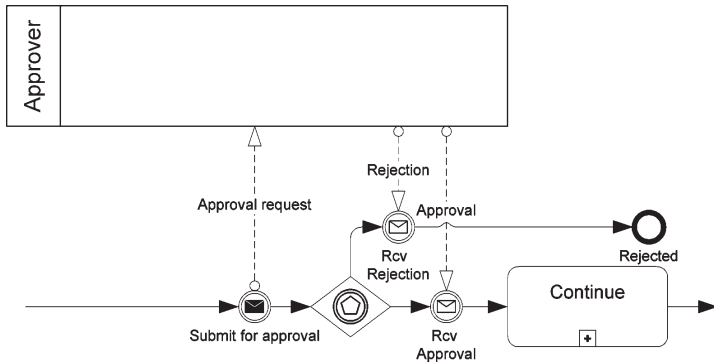 Approver
Rejection
Approval request
Approval
Rcv
Rejection
Rejected
Continue
Submit for approval
Rcv
Approval